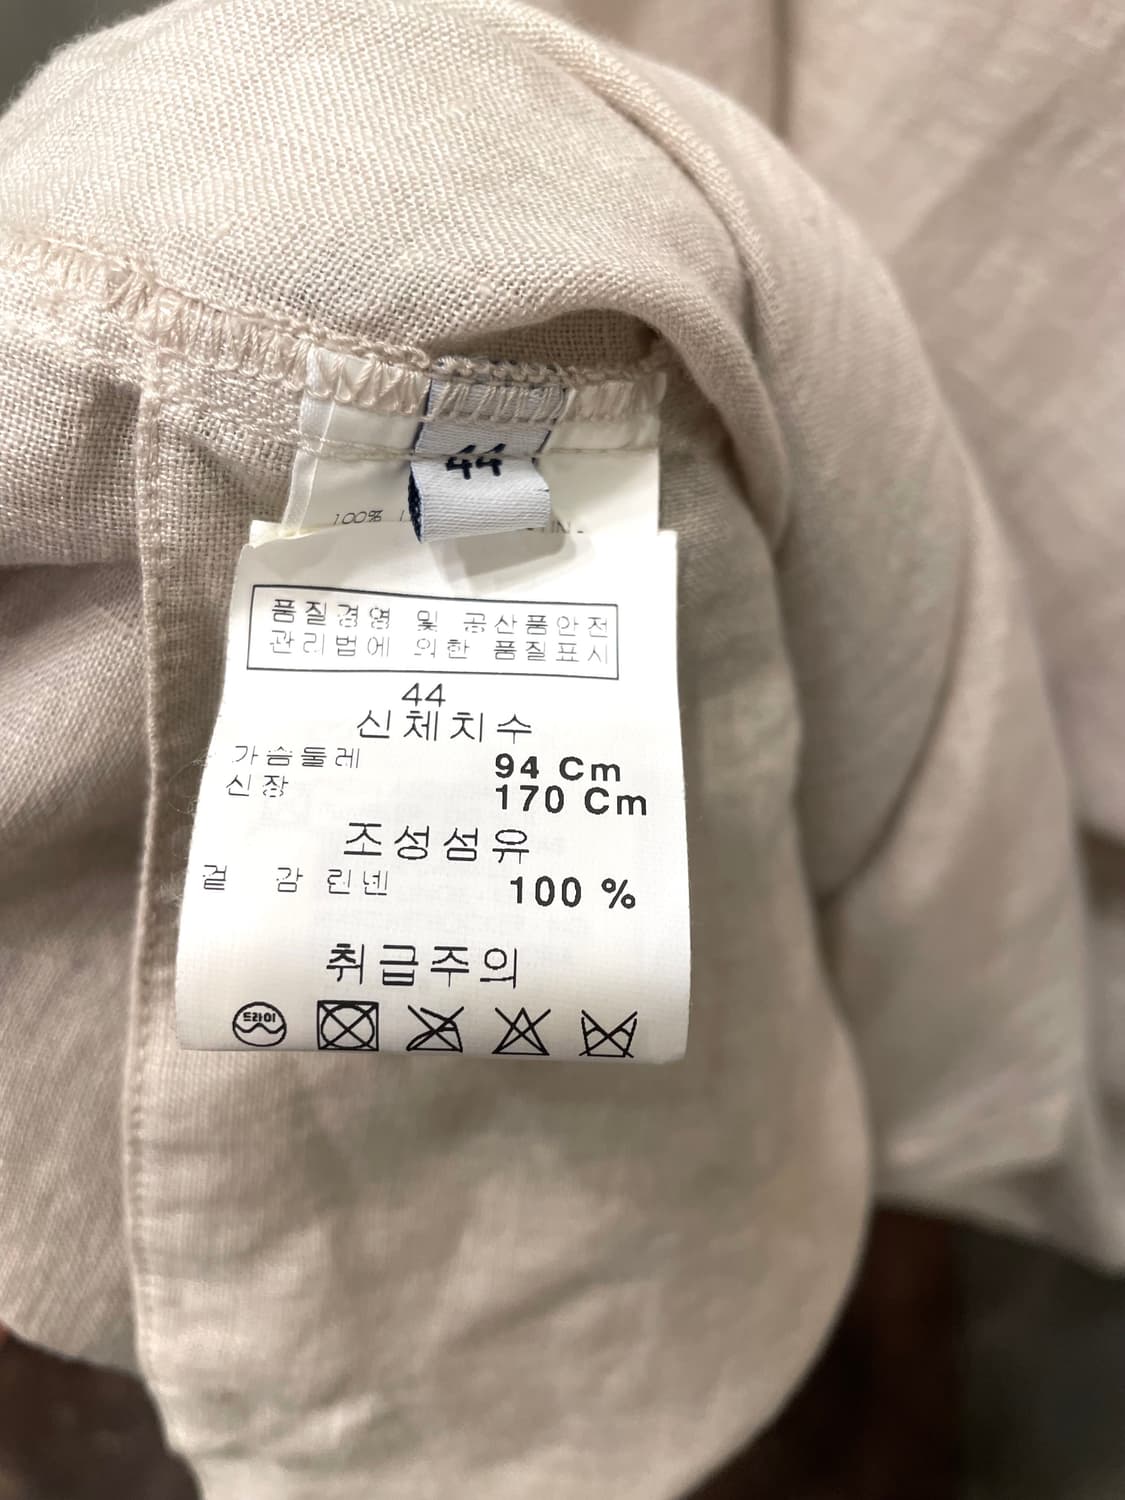 44
100%
품질경영 및 공산품안전
관리법에 의한 품질표시
44
신체치수
가슴둘레 94 Cm
신장 170 Cm
조성섬유
겉 감 린넨 100 %
취급주의
드라이